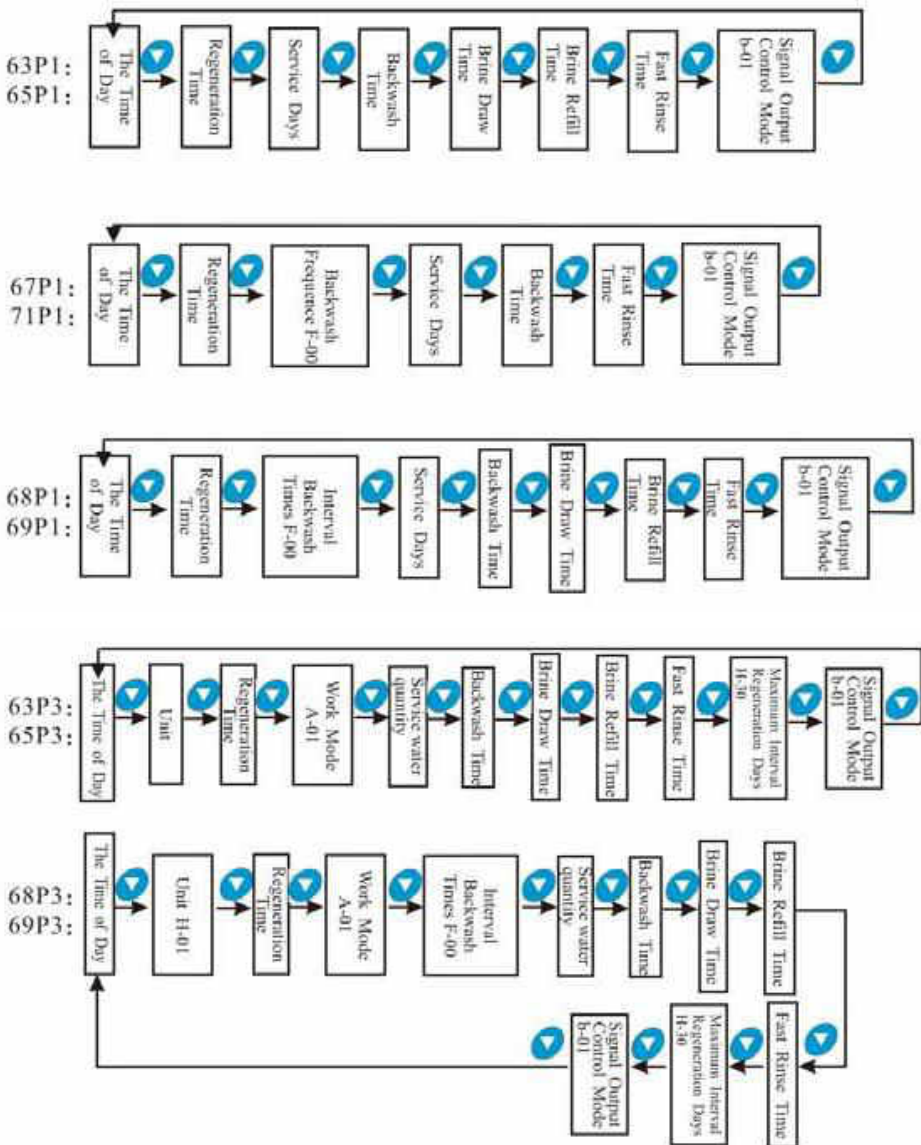 63P1:
65P1:
The Time
of Day
Regeneration
Time
Service Days
Backwash
Time
Brine Draw
Time
Brine Refill
Time
Fast Rinse
Time
Signal Output
Control Mode
b-01
67P1:
71P1:
The Time
of Day
Regeneration
Time
Backwash
Frequence F-00
Service Days
Backwash
Time
Fast Rinse
Time
Signal Output
Control Mode
b-01
68P1:
69P1:
The Time
of Day
Regeneration
Time
Interval
Backwash
Times F-00
Service Days
Backwash Time
Brine Draw Time
Brine Refill
Time
Fast Rinse
Time
Signal Output
Control Mode
b-01
63P3:
65P3:
The Time of Day
Unit
Regeneration
Time
Work Mode
A-01
Service water
quantity
Backwash Time
Brine Draw Time
Brine Refill Time
Fast Rinse Time
Maximum Interval
Regeneration Days
H-30
Signal Output
Control Mode
b-01
68P3:
69P3:
The Time of Day
Unit H-01
Regeneration
Time
Work Mode
A-01
Interval
Backwash
Times F-00
Service water
quantity
Backwash Time
Brine Draw Time
Brine Refill Time
Fast Rinse Time
Maximum Interval
Regeneration Days
H-30
Signal Output
Control Mode
b-01